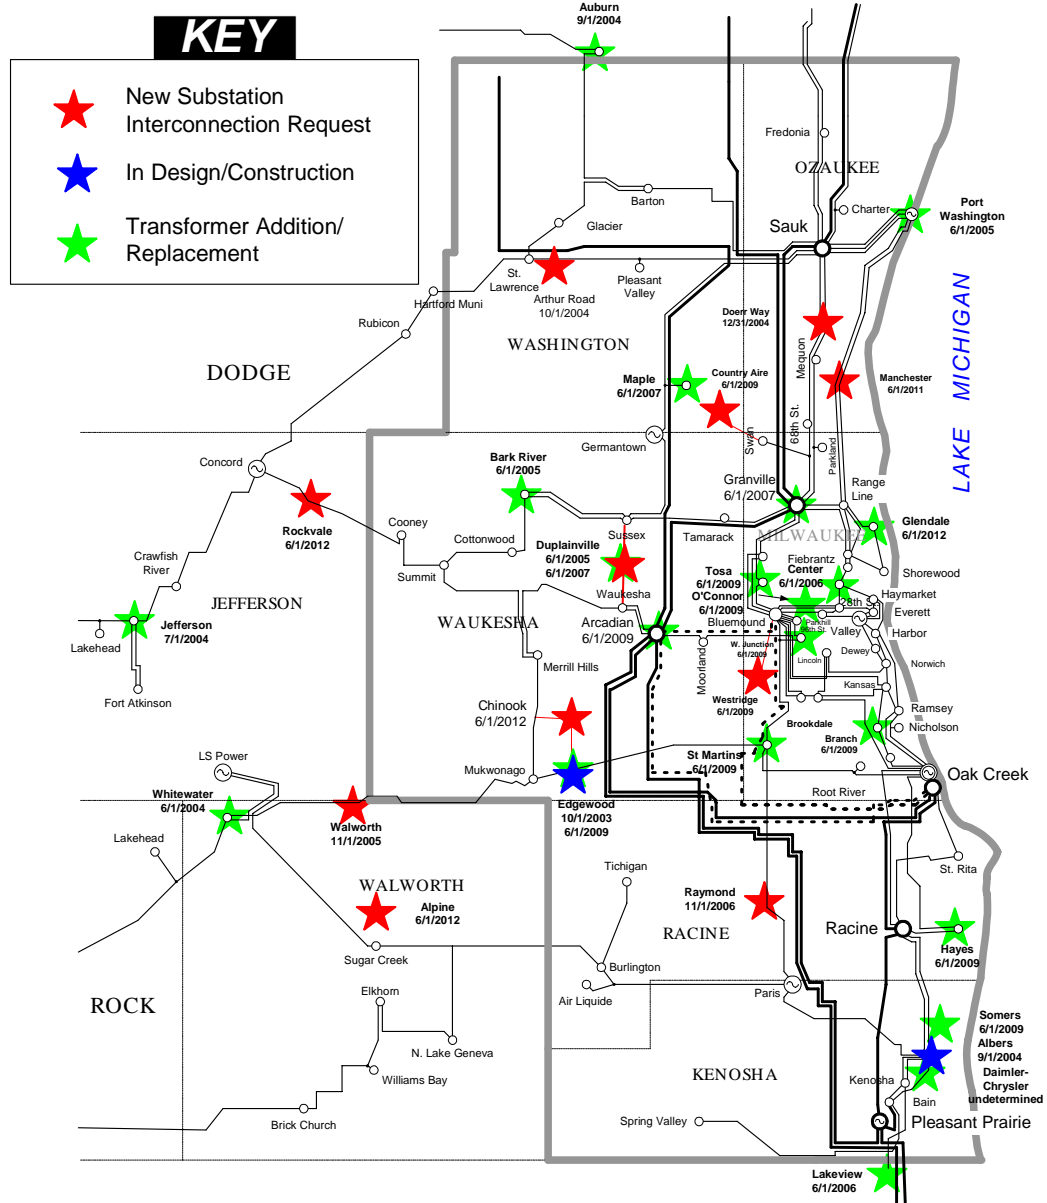 KEY
New Substation
Interconnection Request
In Design/Construction
Transformer Addition/
Replacement
Auburn
9/1/2004
Fredonia
OZAUKEE
Barton
Charter
Port
Washington
6/1/2005
Glacier
Sauk
St.
Lawrence
Pleasant
Valley
Arthur Road
10/1/2004
Hartford Muni
Rubicon
Doerr Way
12/31/2004
LAKE MICHIGAN
WASHINGTON
DODGE
Mequon
Maple
6/1/2007
Country Aire
6/1/2009
Manchester
6/1/2011
68th St.
Swan
Parkland
Germantown
Concord
Bark River
6/1/2005
Granville
6/1/2007
Range
Line
Rockvale
6/1/2012
Cooney
Cottonwood
Sussex
Tamarack
MILWAUKEE
Glendale
6/1/2012
Duplainville
6/1/2005
6/1/2007
Crawfish
River
Summit
Fiebrantz
Tosa
6/1/2009
Center
6/1/2006
Shorewood
O'Connor
6/1/2009
Haymarket
28th St.
Everett
JEFFERSON
WAUKESHA
Waukesha
Arcadian
6/1/2009
Bluemound
Parkhill
96th St.
Valley
Harbor
Jefferson
7/1/2004
Lakehead
Dewey
W. Junction
6/1/2009
Lincoln
Norwich
Merrill Hills
Moorland
Kansas
Fort Atkinson
Chinook
6/1/2012
Westridge
6/1/2009
Ramsey
Nicholson
Brookdale
Branch
6/1/2009
St Martins
6/1/2009
LS Power
Mukwonago
Oak Creek
Root River
Whitewater
6/1/2004
Edgewood
10/1/2003
6/1/2009
Walworth
11/1/2005
Lakehead
St. Rita
Tichigan
WALWORTH
Alpine
6/1/2012
Raymond
11/1/2006
RACINE
Racine
Hayes
6/1/2009
Sugar Creek
Burlington
Elkhorn
Air Liquide
Paris
ROCK
Somers
6/1/2009
Albers
9/1/2004
N. Lake Geneva
Williams Bay
KENOSHA
Kenosha
Daimler-
Chrysler
undetermined
Bain
Brick Church
Spring Valley
Pleasant Prairie
Lakeview
6/1/2006